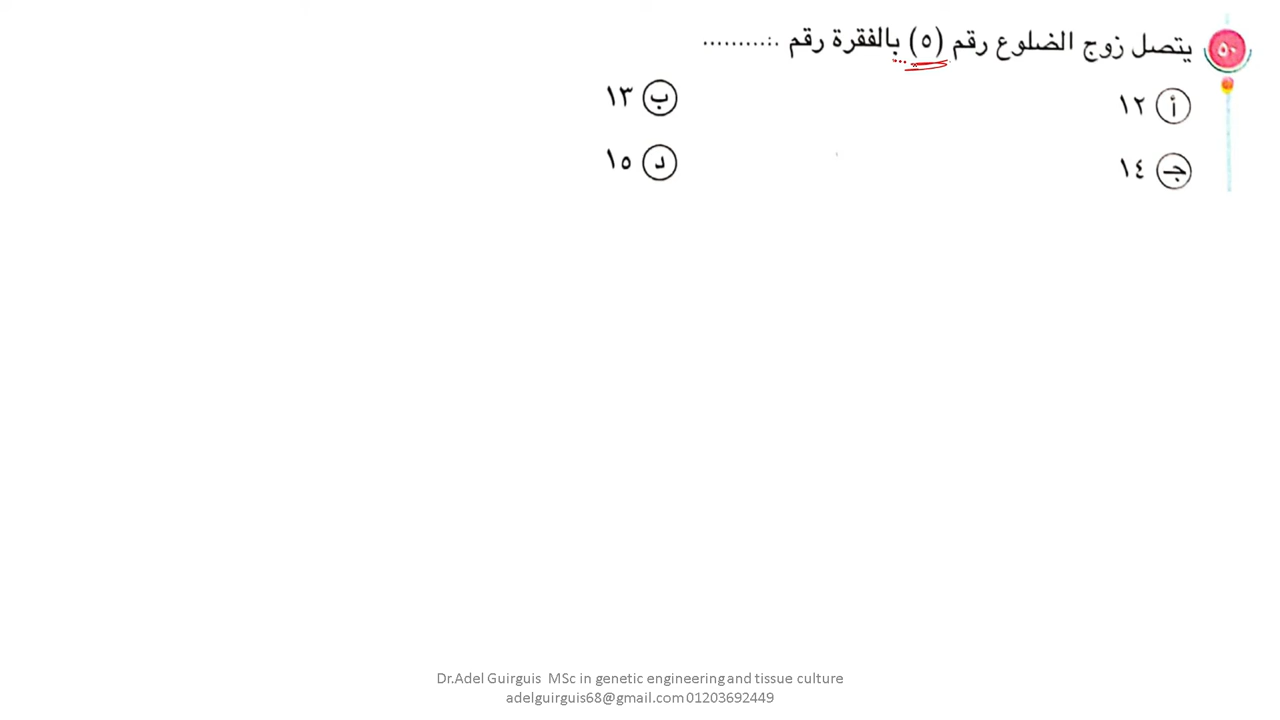 ٥٠ يتصل زوج الضلوع رقم (٥) بالفقرة رقم .:.........
أ ١٢
ب ١٣
جـ ١٤
د ١٥
Dr.Adel Guirguis MSc in genetic engineering and tissue culture
adelguirguis68@gmail.com 01203692449